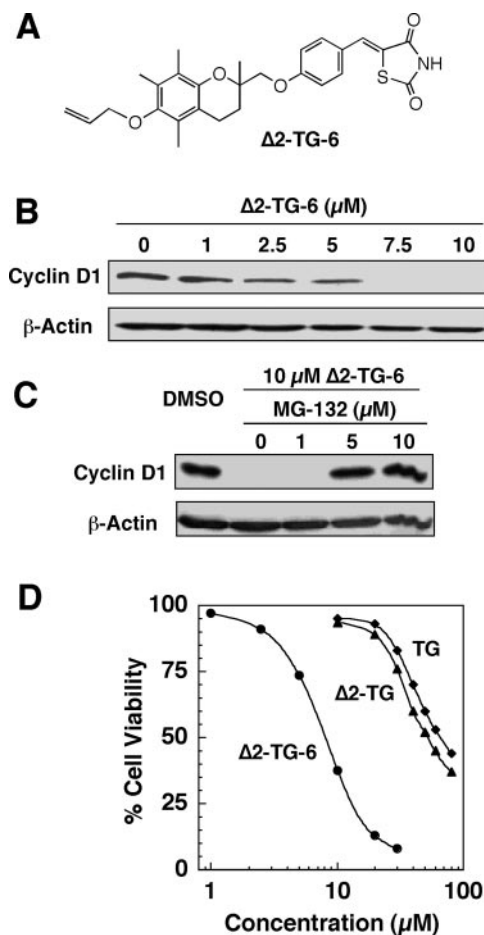 A
O
O
O
O
S
NH
O
Δ2-TG-6
B
Δ2-TG-6 (µM)
0 1 2.5 5 7.5 10
Cyclin D1
β-Actin
C
10 µM Δ2-TG-6
DMSO
MG-132 (µM)
0 1 5 10
Cyclin D1
β-Actin
D
100
75
50
25
0
% Cell Viability
TG
Δ2-TG
Δ2-TG-6
1 10 100
Concentration (µM)